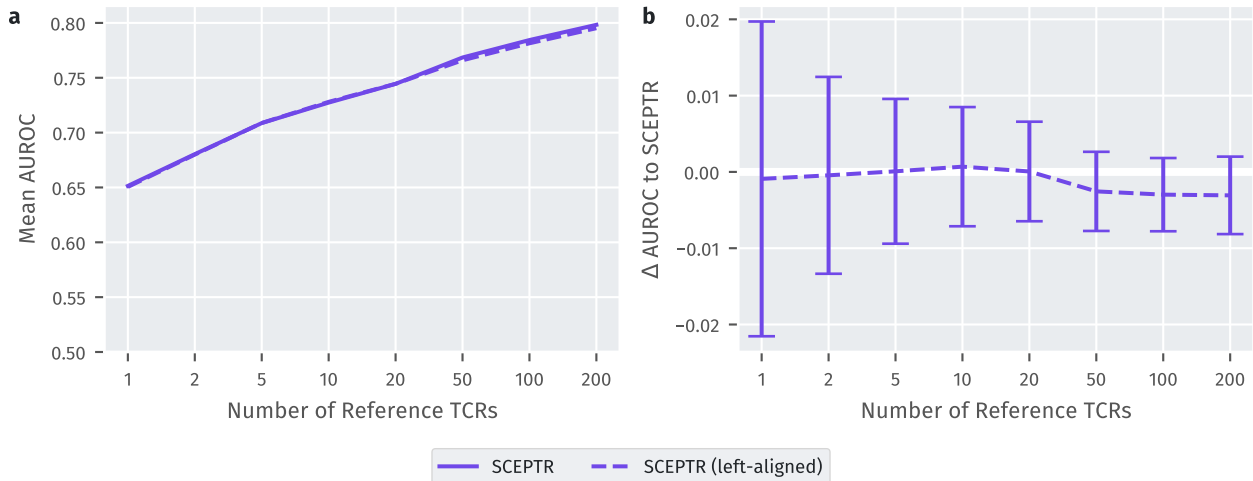 a
0.80
0.75
0.70
0.65
0.60
0.55
0.50
Mean AUROC
1 2 5 10 20 50 100 200
Number of Reference TCRs
b
0.02
0.01
0.00
−0.01
−0.02
Δ AUROC to SCEPTR
1 2 5 10 20 50 100 200
Number of Reference TCRs
SCEPTR SCEPTR (left-aligned)